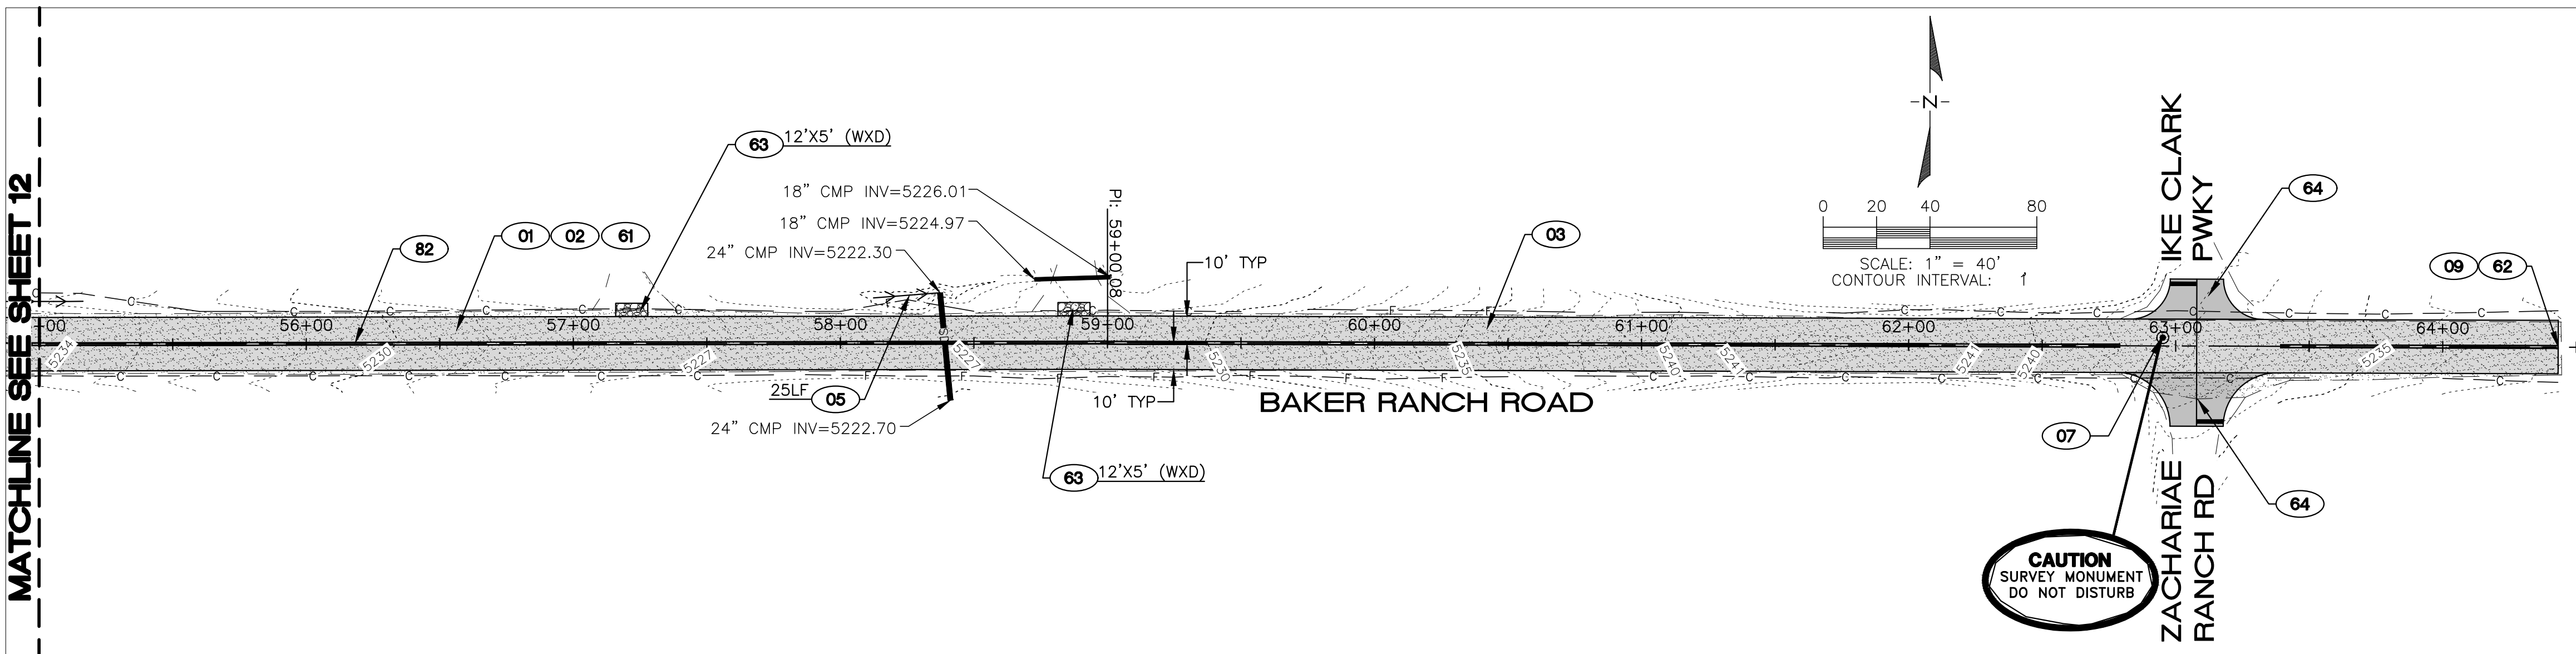 MATCHLINE SEE SHEET 12
82
01 02 61
63 12'X5' (WXD)
18" CMP INV=5226.01
18" CMP INV=5224.97
24" CMP INV=5222.30
PI: 59+00.08
10' TYP
03
-N-
0 20 40 80
SCALE: 1" = 40'
CONTOUR INTERVAL: 1
IKE CLARK
PWKY
64
09 62
+00
56+00
57+00
58+00
59+00
60+00
61+00
62+00
63+00
64+00
5234
5230
5227
5227
5230
5235
5240
5241
5241
5240
5235
25LF 05
24" CMP INV=5222.70
10' TYP
BAKER RANCH ROAD
63 12'X5' (WXD)
07
64
CAUTION
SURVEY MONUMENT
DO NOT DISTURB
ZACHARIAE
RANCH RD